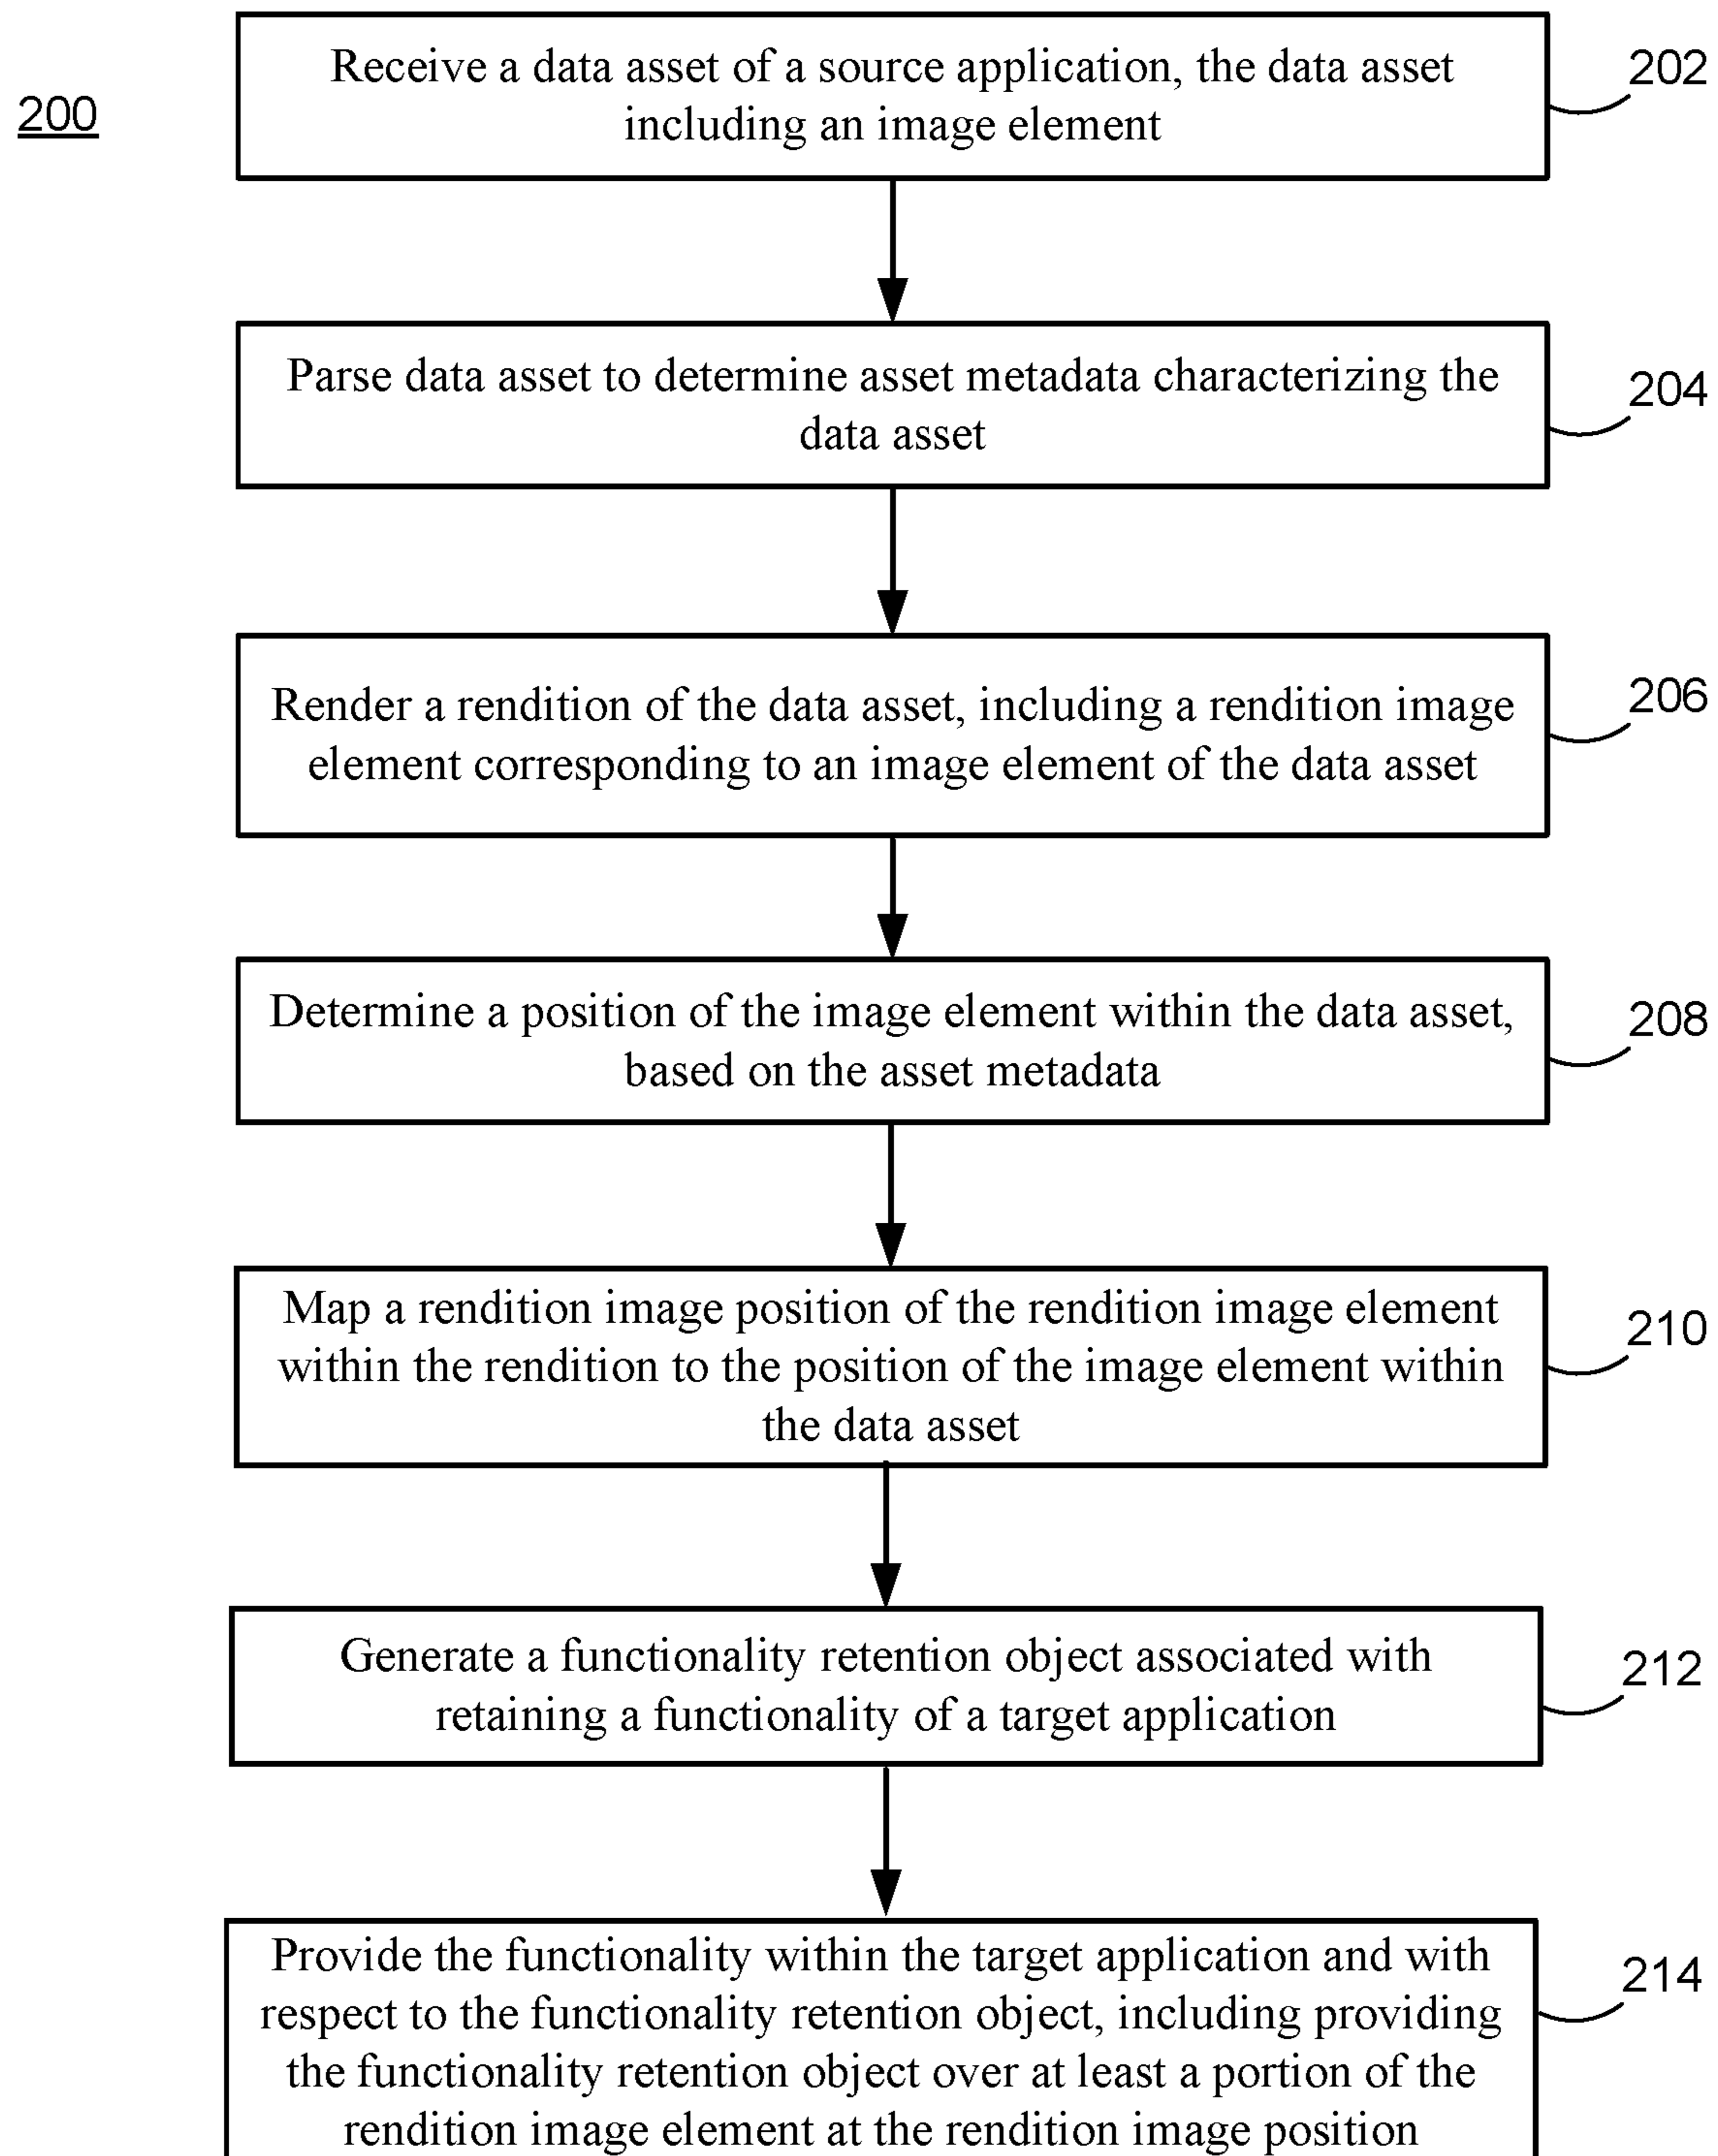 Receive a data asset of a source application, the data asset
including an image element
202
200
Parse data asset to determine asset metadata characterizing the
data asset
204
Render a rendition of the data asset, including a rendition image
element corresponding to an image element of the data asset
206
Determine a position of the image element within the data asset,
based on the asset metadata
208
Map a rendition image position of the rendition image element
within the rendition to the position of the image element within
the data asset
210
Generate a functionality retention object associated with
retaining a functionality of a target application
212
Provide the functionality within the target application and with
respect to the functionality retention object, including providing
the functionality retention object over at least a portion of the
rendition image element at the rendition image position
214